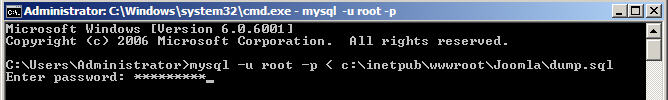 Administrator: C:\Windows\system32\cmd.exe - mysql -u root -p
Microsoft Windows [Version 6.0.6001]
Copyright (c) 2006 Microsoft Corporation.  All rights reserved.
C:\Users\Administrator>mysql -u root -p < c:\inetpub\wwwroot\Joomla\dump.sql
Enter password: *********_